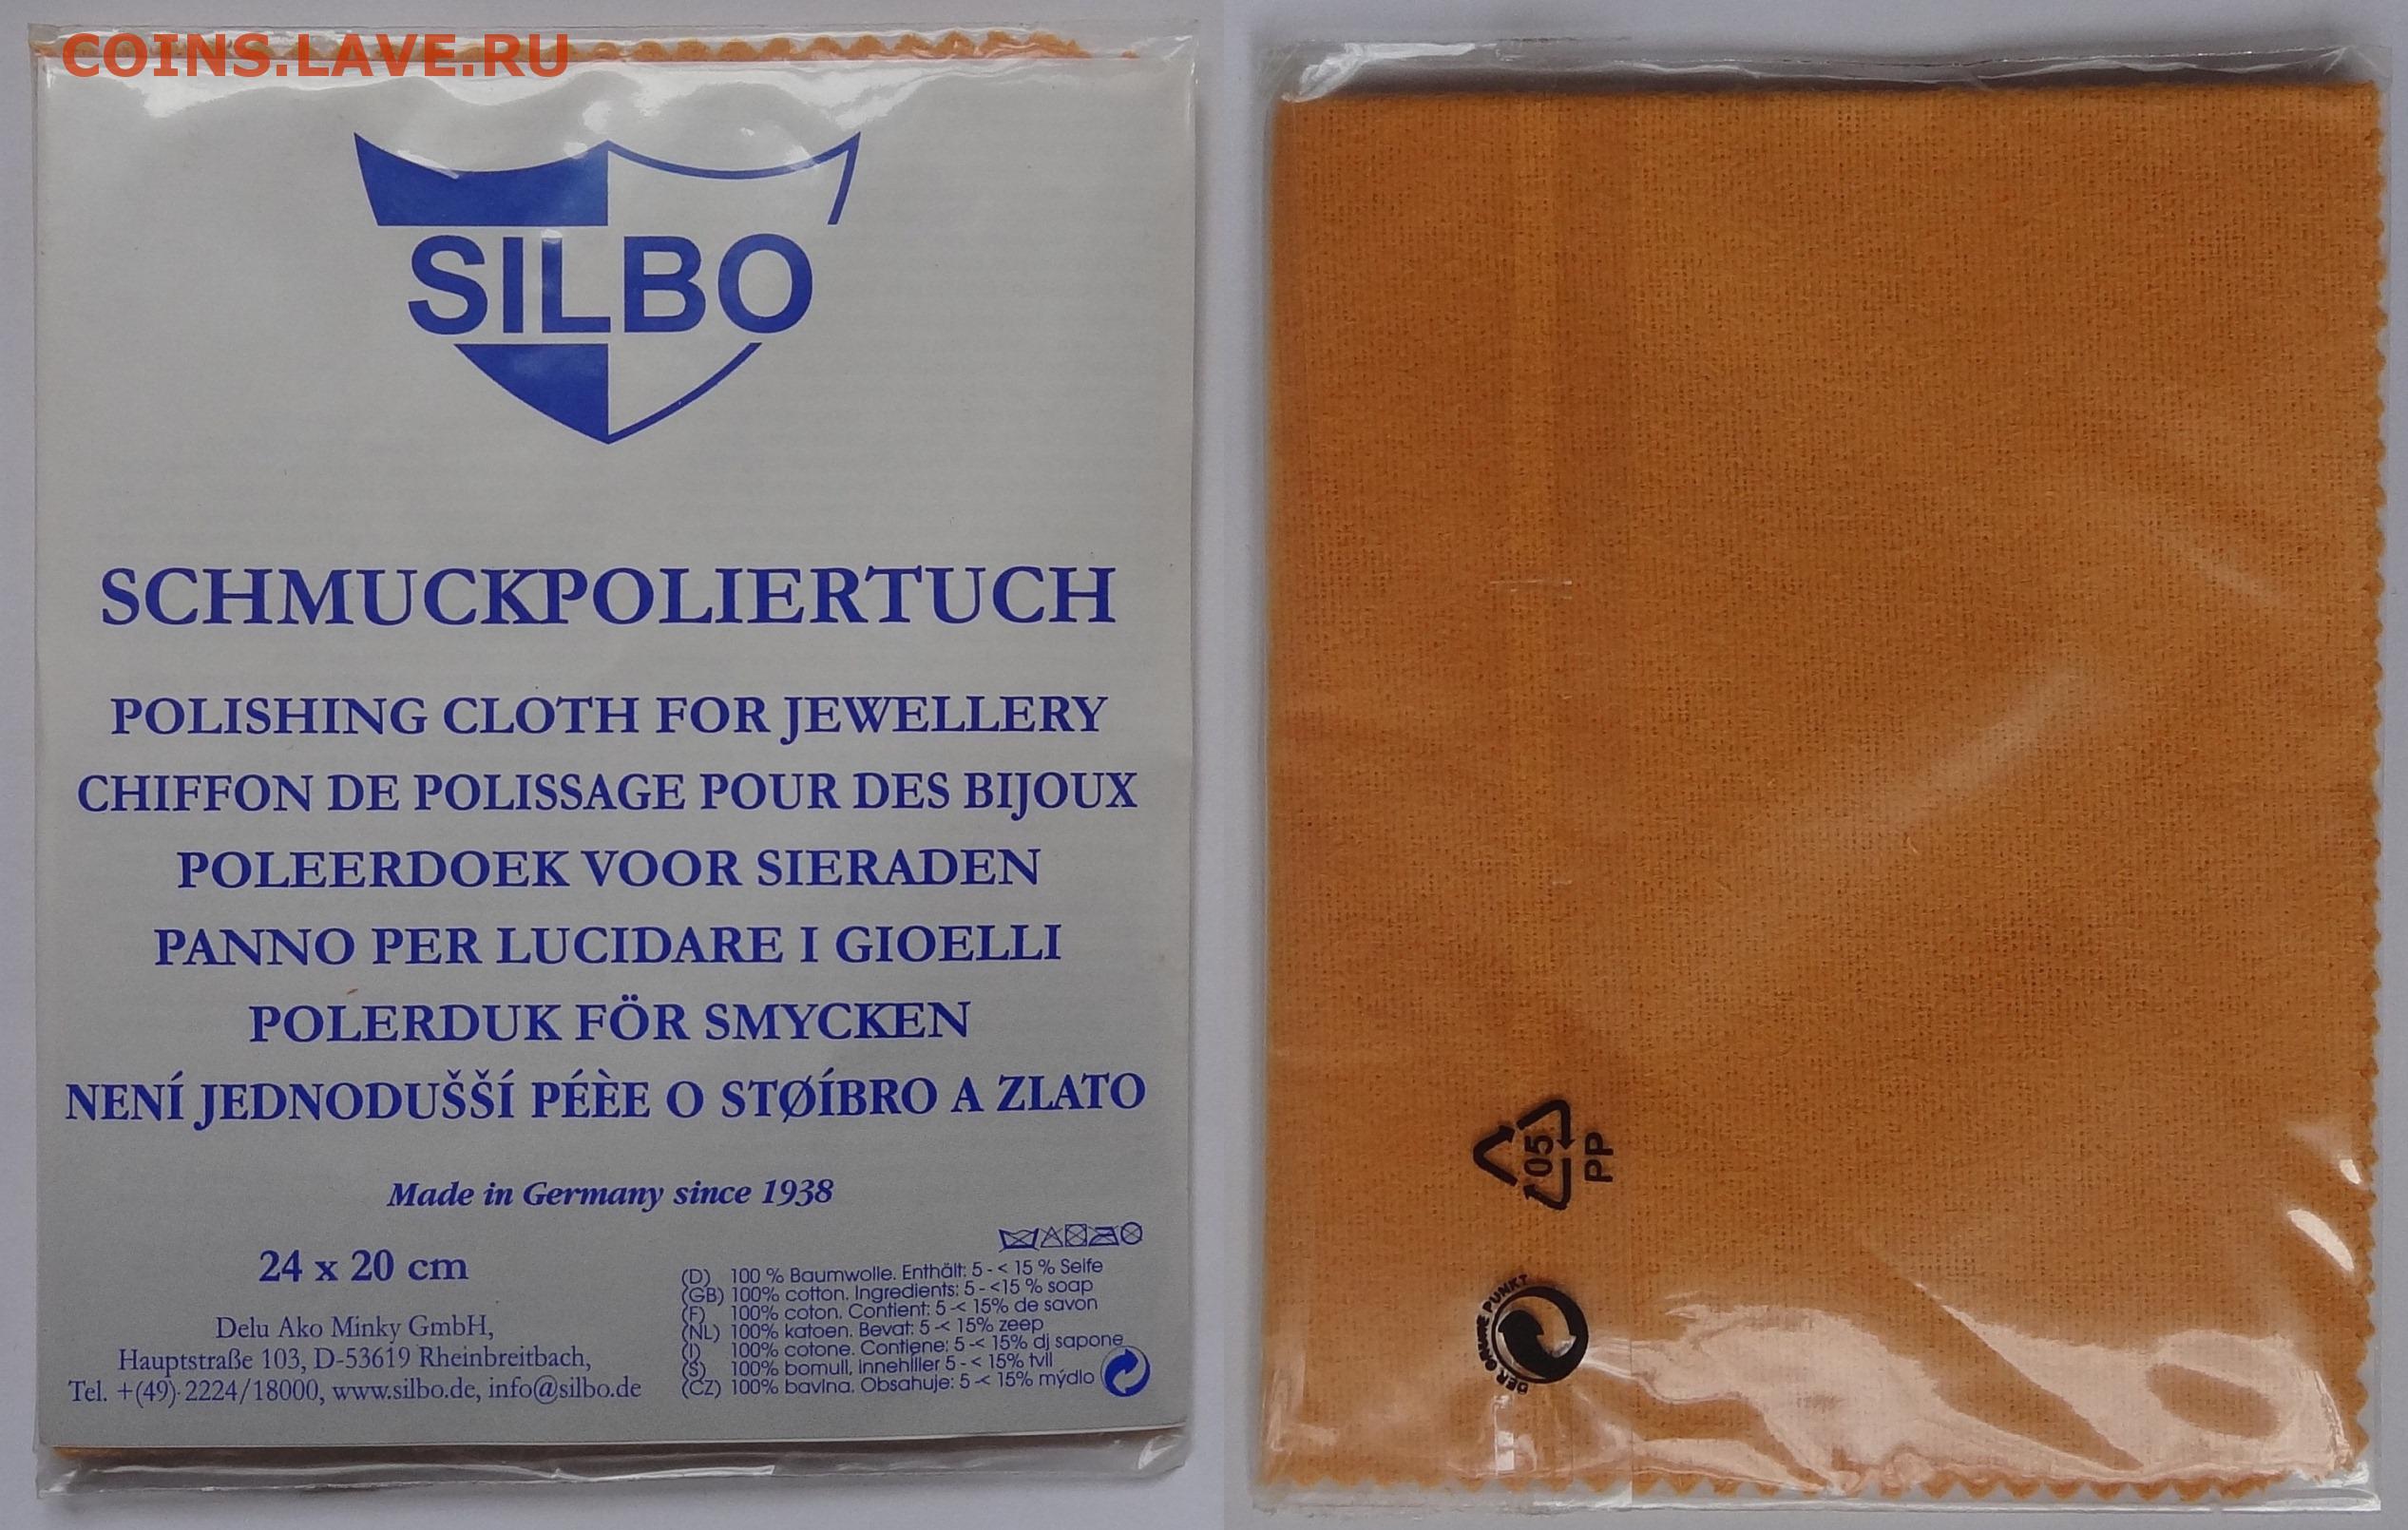 COINS.LAVE.RU
SILBO
SCHMUCKPOLIERTUCH
POLISHING CLOTH FOR JEWELLERY
CHIFFON DE POLISSAGE POUR DES BIJOUX
POLEERDOEK VOOR SIERADEN
PANNO PER LUCIDARE I GIOELLI
POLERDUK FÖR SMYCKEN
NENÍ JEDNODUŠŠÍ PÉÈE O STØÍBRO A ZLATO
Made in Germany since 1938
24 x 20 cm
Delu Ako Minky GmbH,
Hauptstraße 103, D-53619 Rheinbreitbach,
Tel. +(49) 2224/18000, www.silbo.de, info@silbo.de
(D) 100 % Baumwolle. Enthält: 5 - < 15 % Seife
(GB) 100% cotton. Ingredients: 5 - <15 % soap
(F) 100% coton. Contient: 5 -< 15% de savon
(NL) 100% katoen. Bevat: 5 -< 15% zeep
(I) 100% cotone. Contiene: 5 -< 15% di sapone
(S) 100% bomull, innehiller 5 - < 15% tvll
(CZ) 100% bavlna. Obsahuje: 5 -< 15% mýdlo
05
PP
DER GRÜNE PUNKT